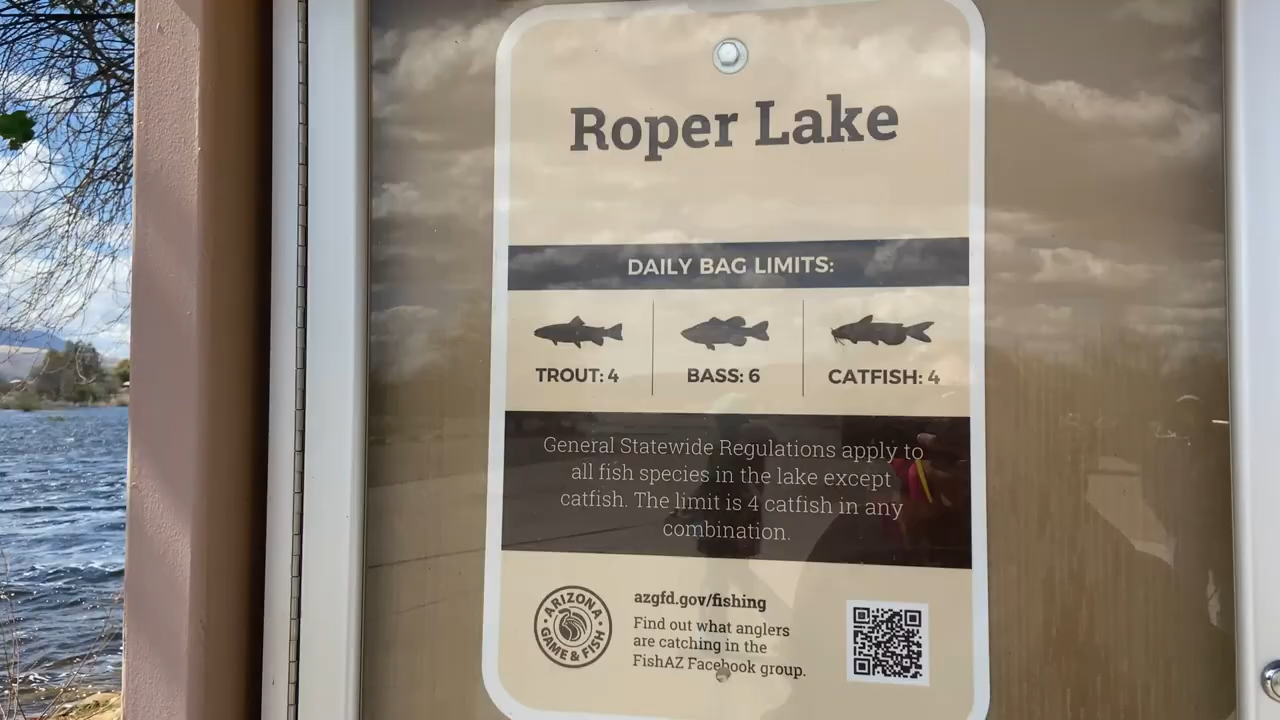 Roper Lake
DAILY BAG LIMITS:
TROUT: 4
BASS: 6
CATFISH: 4
General Statewide Regulations apply to
all fish species in the lake except
catfish. The limit is 4 catfish in any
combination.
ARIZONA
GAME & FISH
azgfd.gov/fishing
Find out what anglers
are catching in the
FishAZ Facebook group.